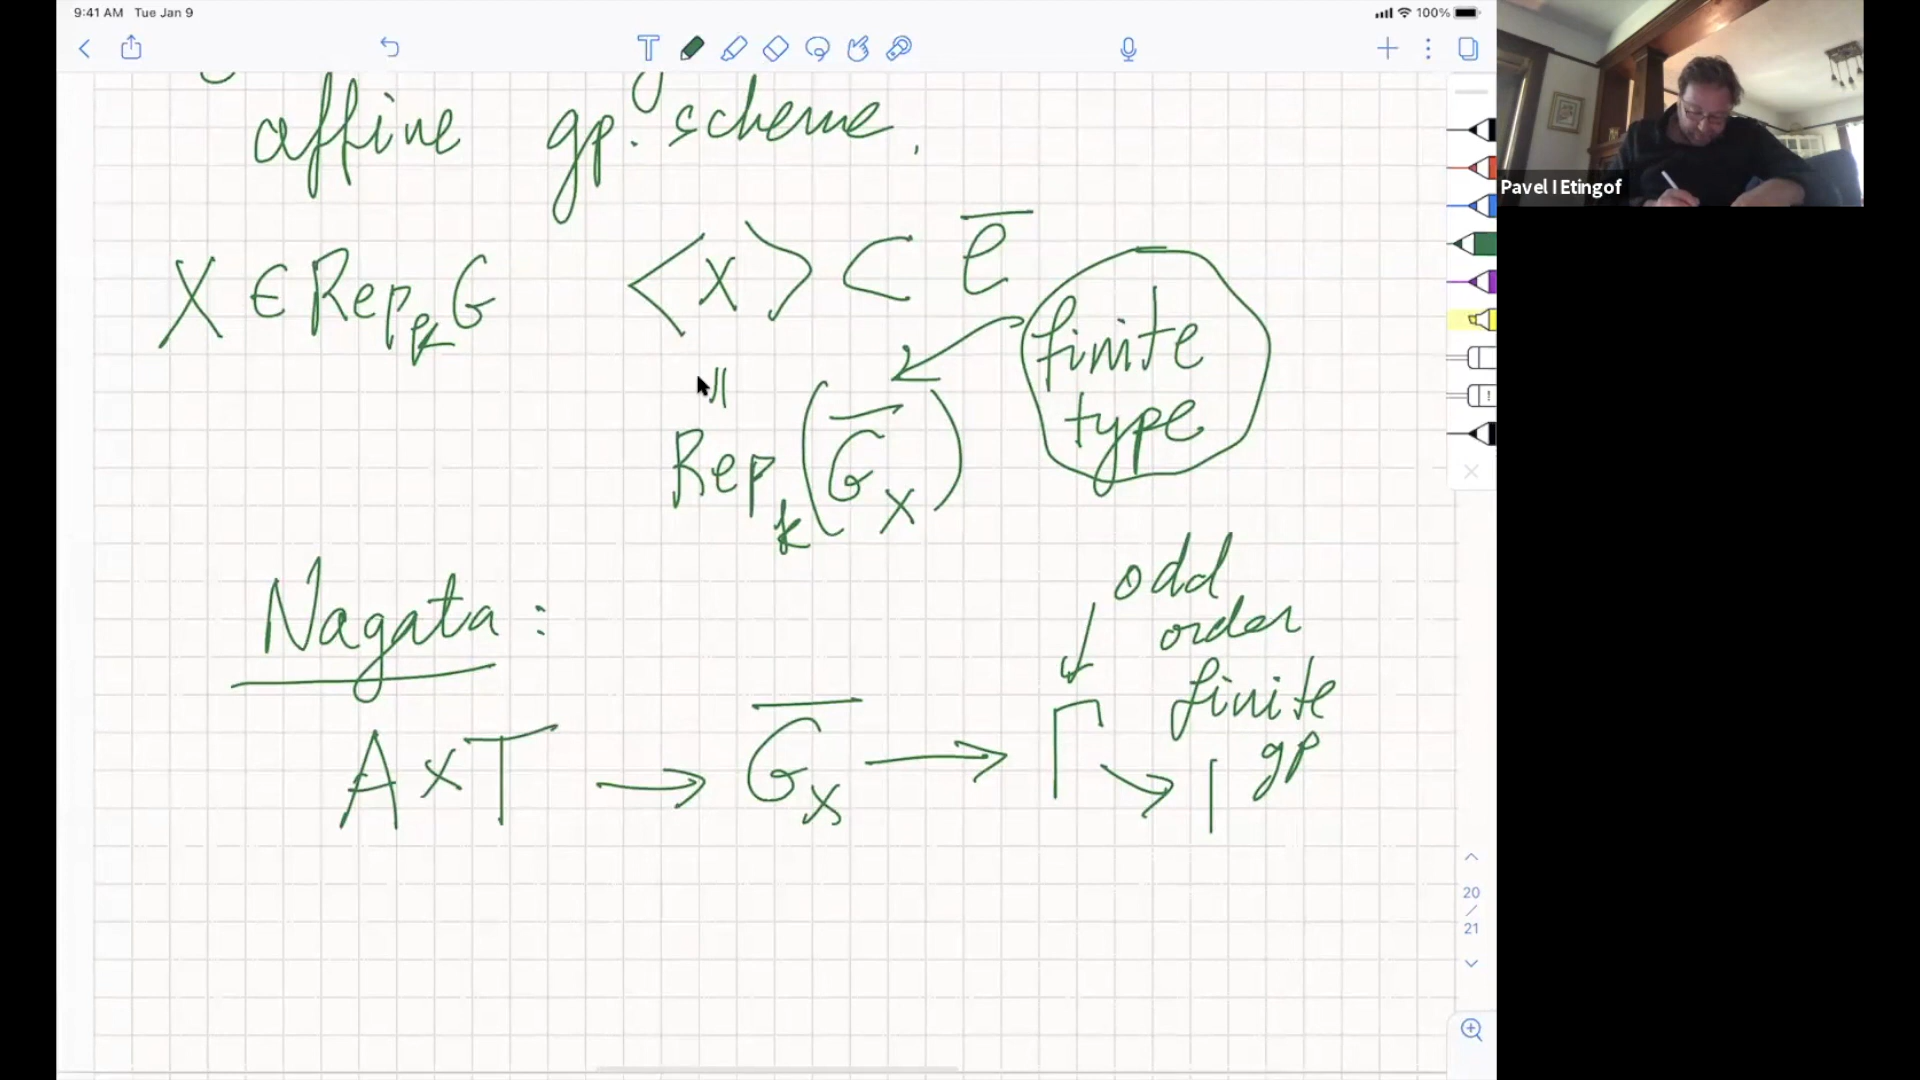 9:41 AM Tue Jan 9
100%
Pavel I Etingof
affine gp. scheme.
X ∈ Rep_k G ⟨X⟩ ⊂ C̅
finite
type
||
Rep_k (G̅_X)
Nagata:
odd
order
finite
gp
A × T → G̅_X → Γ → 1
20
/
21